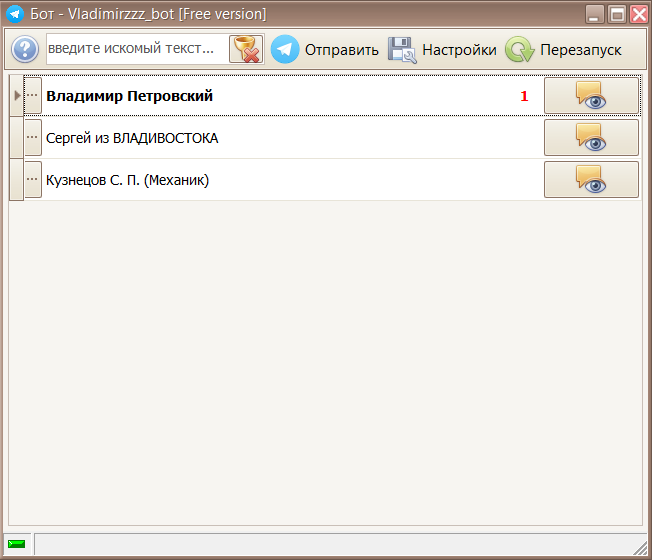 Бот - Vladimirzzz_bot [Free version]
введите искомый текст... Отправить Настройки Перезапуск
Владимир Петровский 1
Сергей из ВЛАДИВОСТОКА
Кузнецов С. П. (Механик)